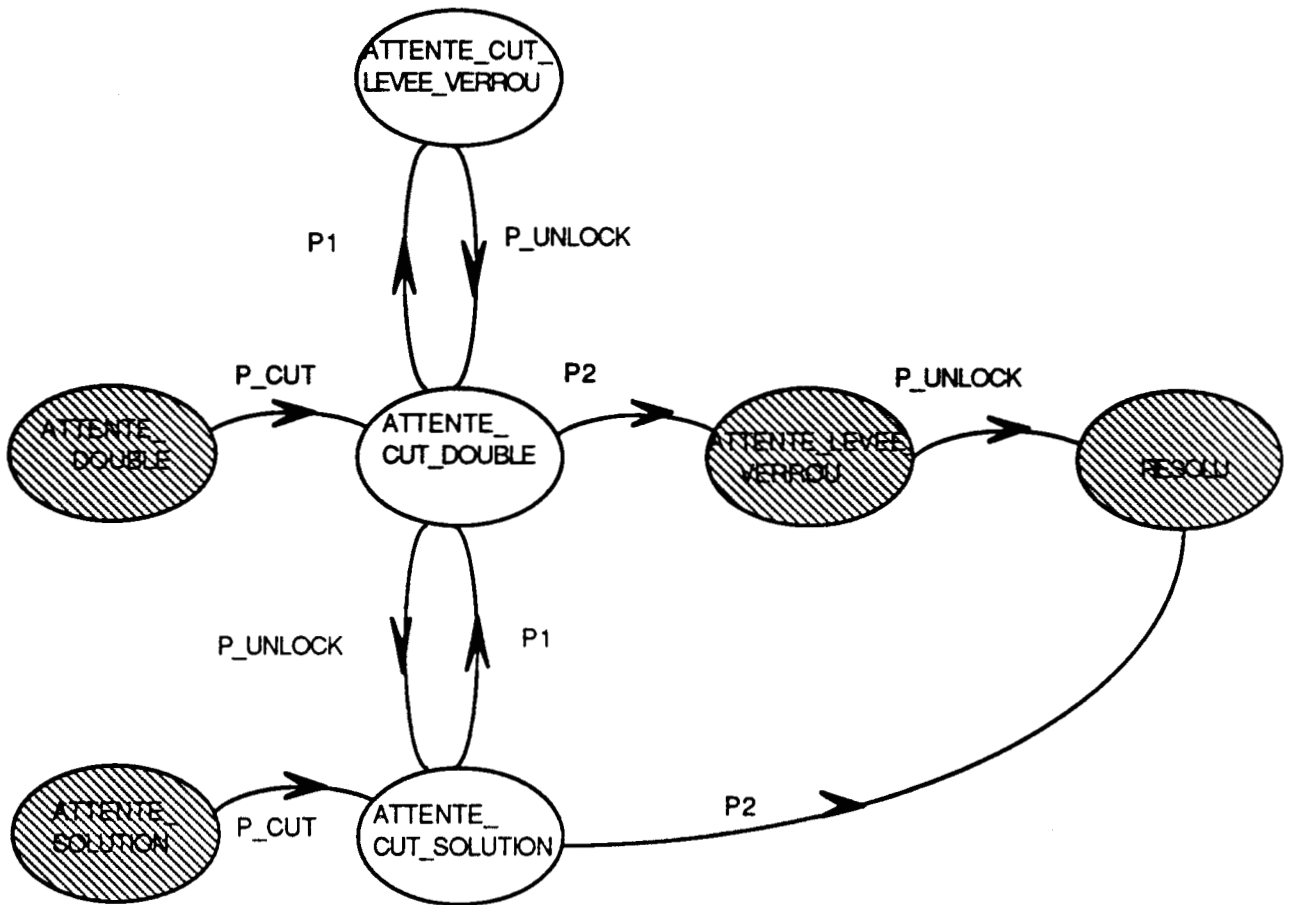 ATTENTE_CUT_
LEVEE_VERROU
P1
P_UNLOCK
P_CUT
P2
P_UNLOCK
ATTENTE_
DOUBLE
ATTENTE_
CUT_DOUBLE
ATTENTE_LEVEE_
VERROU
RESOLU
P_UNLOCK
P1
ATTENTE_
SOLUTION
P_CUT
ATTENTE_
CUT_SOLUTION
P2